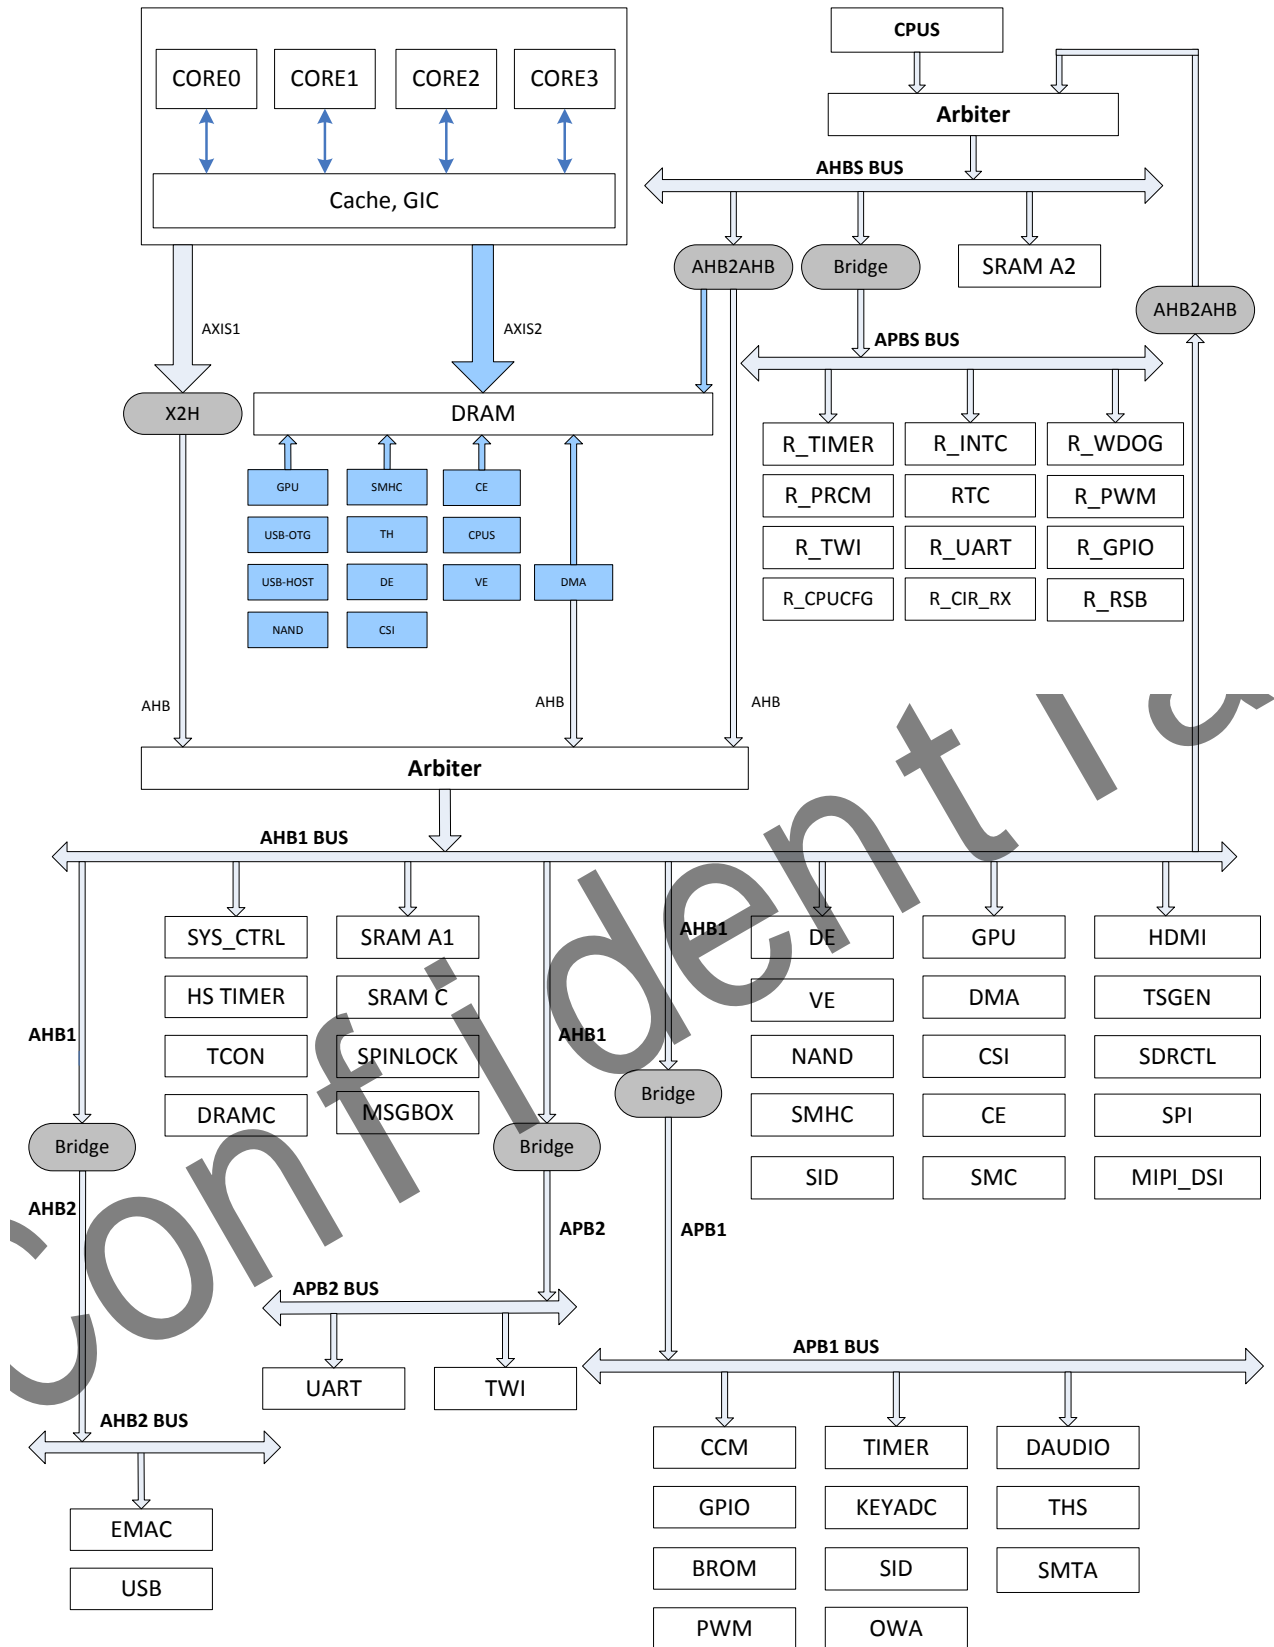 CPUS
CORE0 CORE1 CORE2 CORE3
Arbiter
AHBS BUS
Cache, GIC
AHB2AHB Bridge SRAM A2
AHB2AHB
AXIS1 AXIS2
APBS BUS
X2H DRAM
R_TIMER R_INTC R_WDOG
GPU SMHC CE
R_PRCM RTC R_PWM
USB-OTG TH CPUS
R_TWI R_UART R_GPIO
USB-HOST DE VE DMA
R_CPUCFG R_CIR_RX R_RSB
NAND CSI
AHB AHB AHB
Arbiter
AHB1 BUS
SYS_CTRL SRAM A1 AHB1 DE GPU HDMI
HS TIMER SRAM C VE DMA TSGEN
AHB1 AHB1
TCON SPINLOCK NAND CSI SDRCTL
Bridge
DRAMC MSGBOX SMHC CE SPI
Bridge Bridge
SID SMC MIPI_DSI
AHB2 APB2 APB1
APB2 BUS
APB1 BUS
UART TWI
AHB2 BUS
CCM TIMER DAUDIO
GPIO KEYADC THS
EMAC
BROM SID SMTA
USB
PWM OWA
Confidential